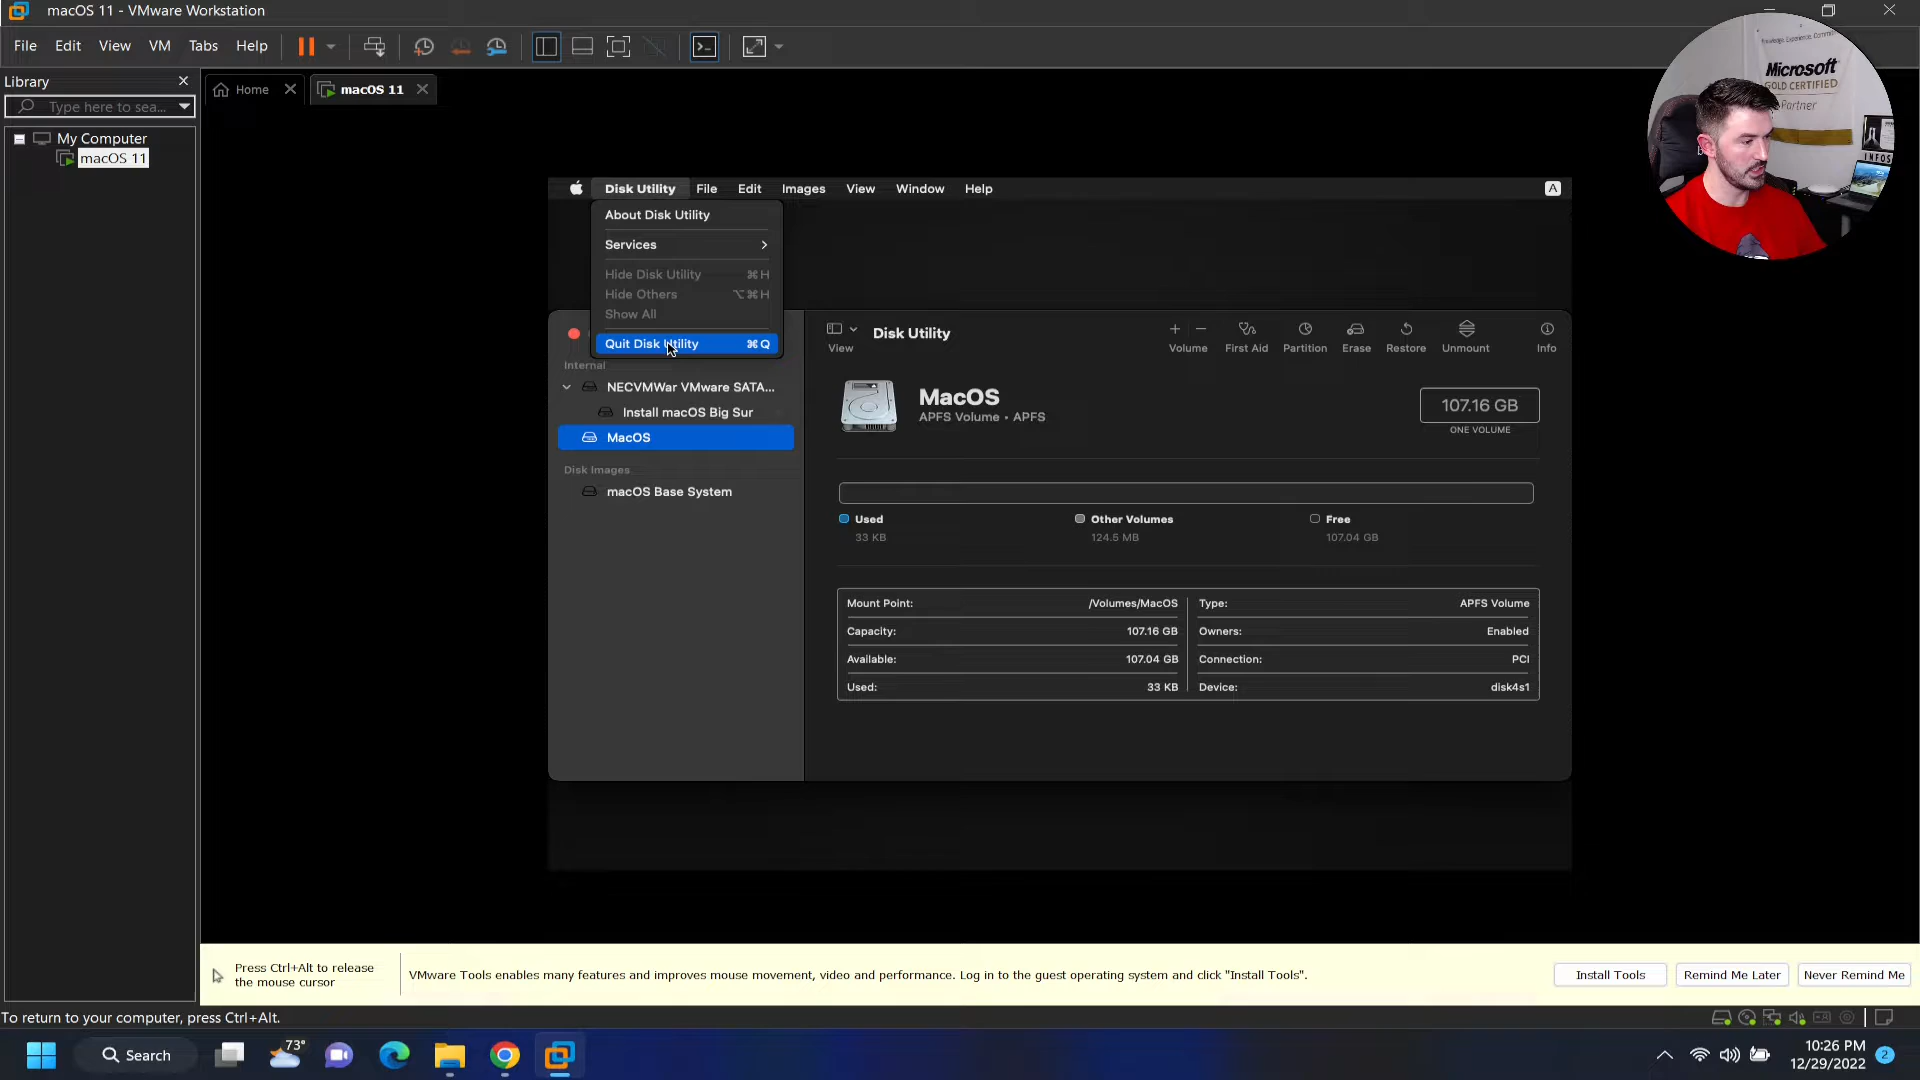 macOS 11 - VMware Workstation
File Edit View VM Tabs Help
Library
Type here to sea...
Home
macOS 11
My Computer
macOS 11
Microsoft
GOLD CERTIFIED
Partner
INFOS
Disk Utility File Edit Images View Window Help
A
About Disk Utility
Services
Hide Disk Utility ⌘H
Hide Others ⌥⌘H
Show All
Quit Disk Utility ⌘Q
Internal
NECVMWar VMware SATA...
Install macOS Big Sur
MacOS
Disk Images
macOS Base System
View
Disk Utility
Volume First Aid Partition Erase Restore Unmount Info
MacOS
APFS Volume • APFS
107.16 GB
ONE VOLUME
Used
33 KB
Other Volumes
124.5 MB
Free
107.04 GB
Mount Point: /Volumes/MacOS
Capacity: 107.16 GB
Available: 107.04 GB
Used: 33 KB
Type: APFS Volume
Owners: Enabled
Connection: PCI
Device: disk4s1
Press Ctrl+Alt to release
the mouse cursor
VMware Tools enables many features and improves mouse movement, video and performance. Log in to the guest operating system and click "Install Tools".
Install Tools
Remind Me Later
Never Remind Me
To return to your computer, press Ctrl+Alt.
Search
73°
10:26 PM
12/29/2022
2